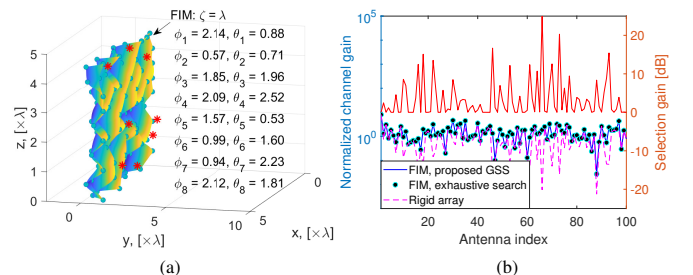 FIM: ζ = λ
ϕ1 = 2.14, θ1 = 0.88
ϕ2 = 0.57, θ2 = 0.71
ϕ3 = 1.85, θ3 = 1.96
ϕ4 = 2.09, θ4 = 2.52
ϕ5 = 1.57, θ5 = 0.53
ϕ6 = 0.99, θ6 = 1.60
ϕ7 = 0.94, θ7 = 2.23
ϕ8 = 2.12, θ8 = 1.81
5
4
3
2
1
0
z, [×λ]
0
5
10
y, [×λ]
0
5
x, [×λ]
(a)
10^5
10^0
Normalized channel gain
20
10
0
-10
-20
Selection gain [dB]
FIM, proposed GSS
FIM, exhaustive search
Rigid array
1 20 40 60 80 100
Antenna index
(b)